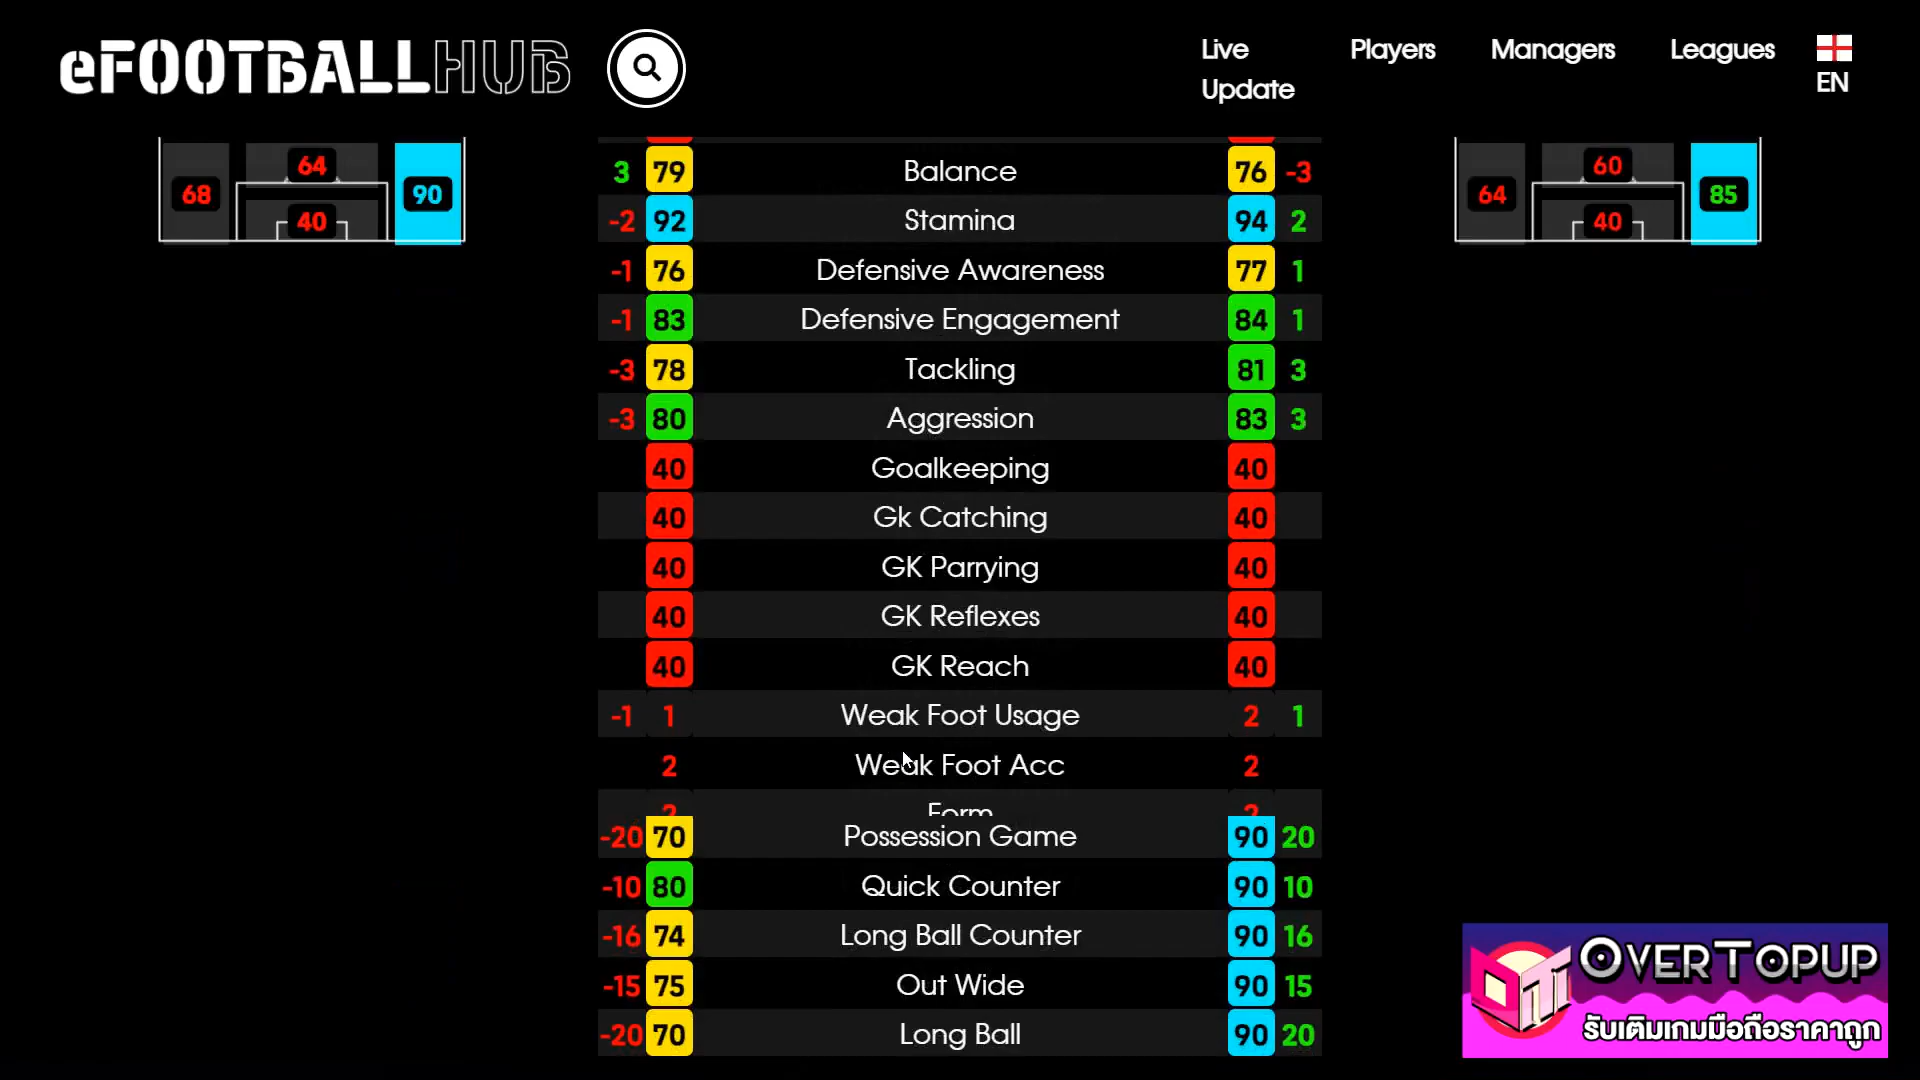 eFOOTBALLHUB
Live Update
Players
Managers
Leagues
EN
64
68
90
40
60
64
85
40
3 79 Balance 76 -3
-2 92 Stamina 94 2
-1 76 Defensive Awareness 77 1
-1 83 Defensive Engagement 84 1
-3 78 Tackling 81 3
-3 80 Aggression 83 3
40 Goalkeeping 40
40 Gk Catching 40
40 GK Parrying 40
40 GK Reflexes 40
40 GK Reach 40
-1 1 Weak Foot Usage 2 1
2 Weak Foot Acc 2
2 Form 2
-20 70 Possession Game 90 20
-10 80 Quick Counter 90 10
-16 74 Long Ball Counter 90 16
-15 75 Out Wide 90 15
-20 70 Long Ball 90 20
OVERTOPUP
รับเติมเกมมือถือราคาถูก